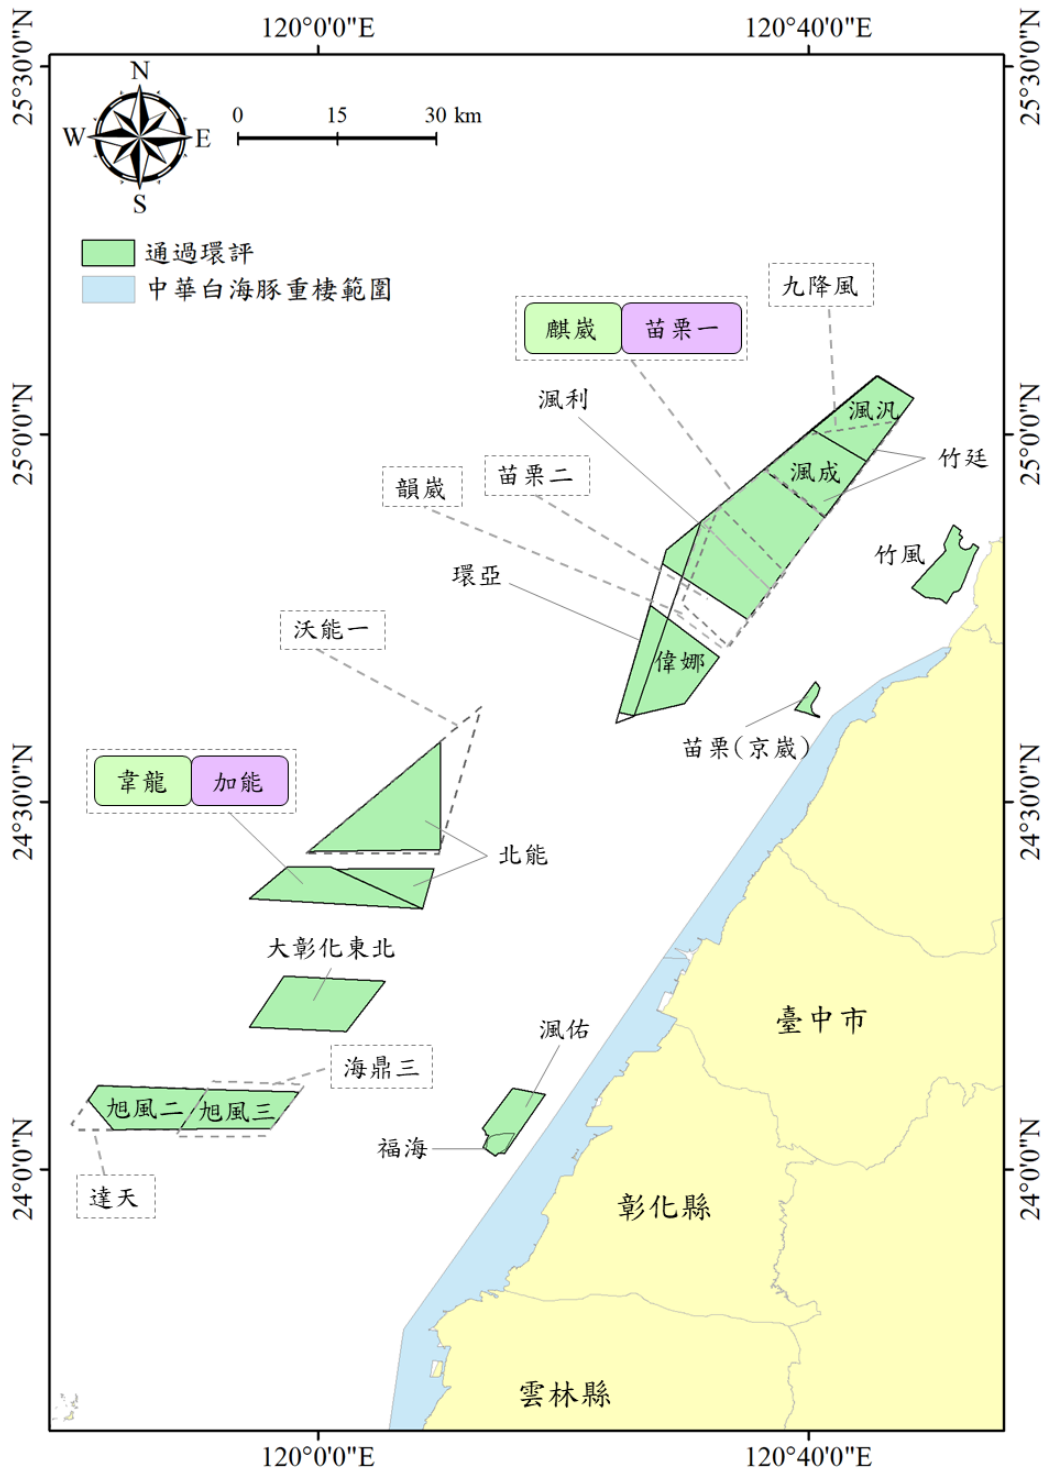 120°0'0"E
120°40'0"E
25°30'0"N
25°30'0"N
N
W
E
S
0
15
30 km
通過環評
中華白海豚重棲範圍
九降風
麒崴
苗栗一
渢利
渢汎
25°0'0"N
25°0'0"N
竹廷
渢成
苗栗二
韻崴
竹風
環亞
沃能一
偉娜
苗栗(京崴)
韋龍
加能
24°30'0"N
24°30'0"N
北能
大彰化東北
臺中市
渢佑
海鼎三
旭風二
旭風三
福海
24°0'0"N
24°0'0"N
達天
彰化縣
雲林縣
120°0'0"E
120°40'0"E